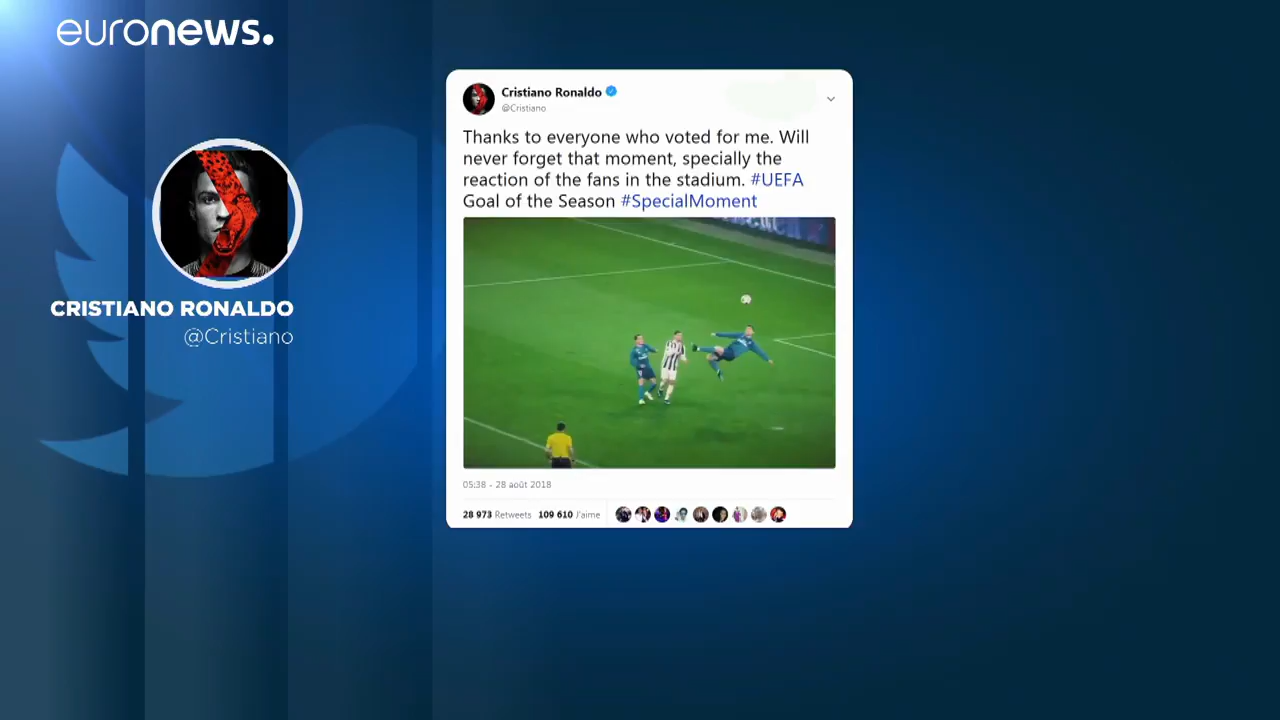 euronews.
Cristiano Ronaldo
@Cristiano
Thanks to everyone who voted for me. Will
never forget that moment, specially the
reaction of the fans in the stadium. #UEFA
Goal of the Season #SpecialMoment
CRISTIANO RONALDO
@Cristiano
05:38 - 28 août 2018
28 973 Retweets 109 610 J'aime